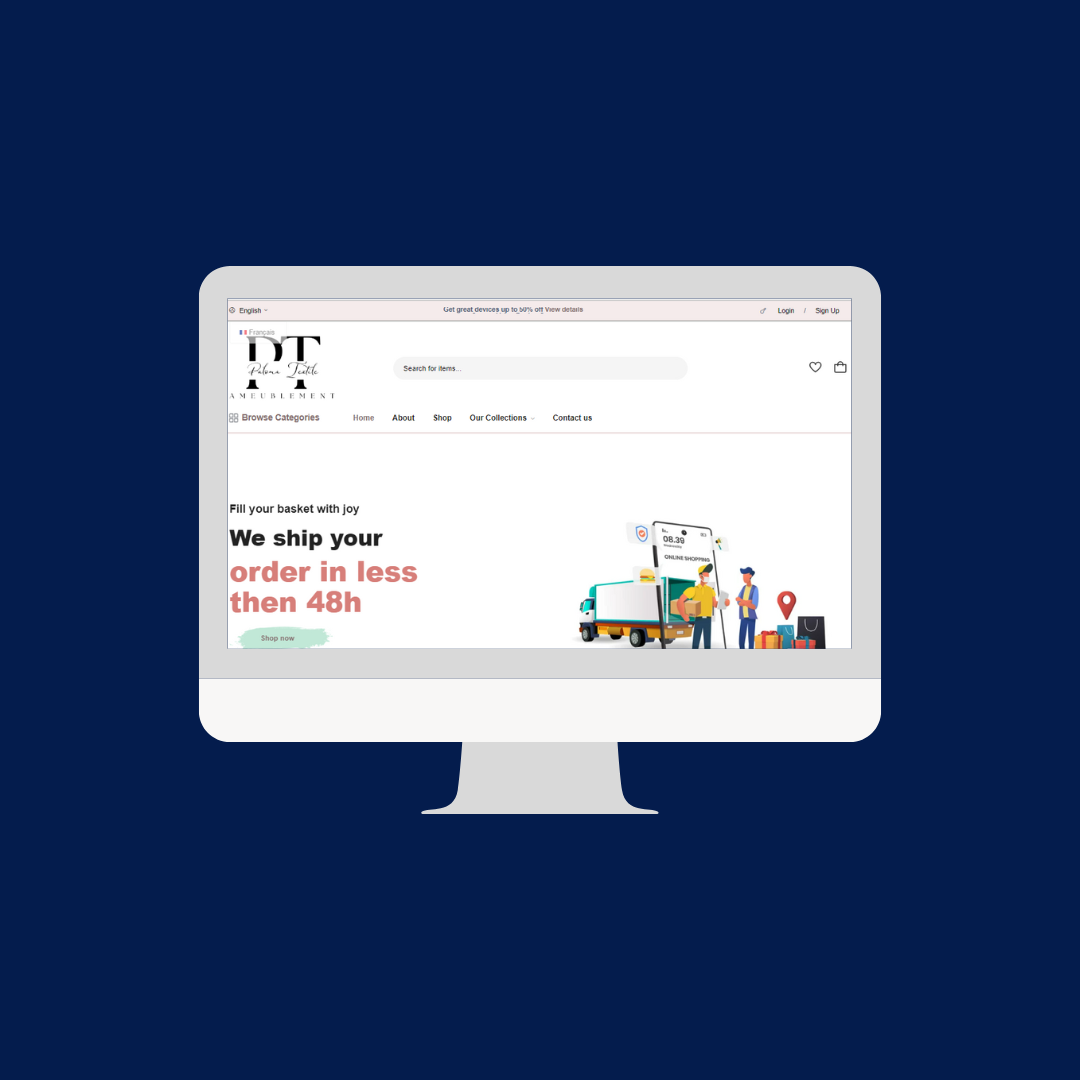 English
Get great devices up to 50% off View details
Login / Sign Up
Français
PT
Paloma Textile
AMEUBLEMENT
Search for items...
Browse Categories
Home
About
Shop
Our Collections
Contact us
Fill your basket with joy
We ship your
order in less
then 48h
Shop now
08.39
ONLINE SHOPPING